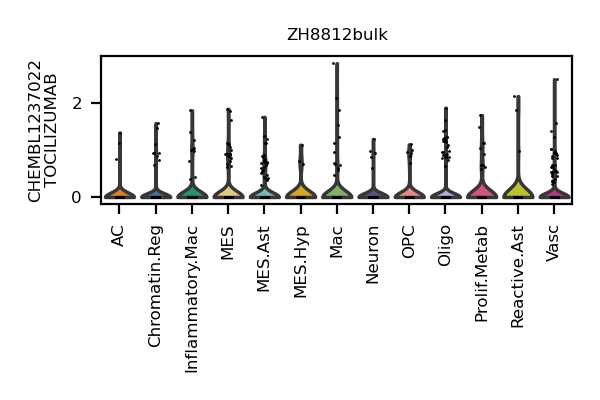 ZH8812bulk
CHEMBL1237022
TOCILIZUMAB
2
0
AC
Chromatin.Reg
Inflammatory.Mac
MES
MES.Ast
MES.Hyp
Mac
Neuron
OPC
Oligo
Prolif.Metab
Reactive.Ast
Vasc